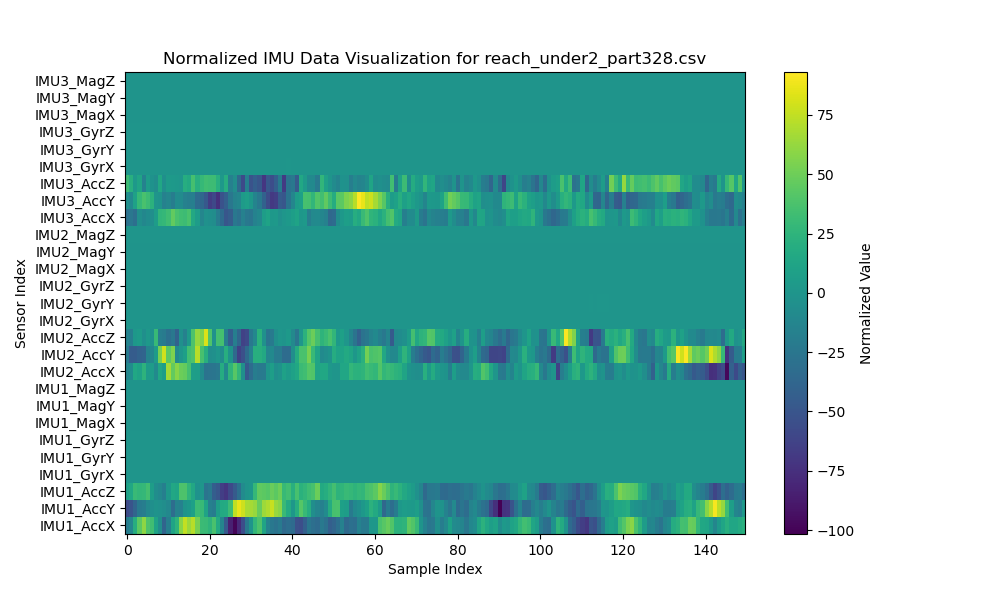 Normalized IMU Data Visualization for reach_under2_part328.csv
Sensor Index
IMU3_MagZ
IMU3_MagY
IMU3_MagX
IMU3_GyrZ
IMU3_GyrY
IMU3_GyrX
IMU3_AccZ
IMU3_AccY
IMU3_AccX
IMU2_MagZ
IMU2_MagY
IMU2_MagX
IMU2_GyrZ
IMU2_GyrY
IMU2_GyrX
IMU2_AccZ
IMU2_AccY
IMU2_AccX
IMU1_MagZ
IMU1_MagY
IMU1_MagX
IMU1_GyrZ
IMU1_GyrY
IMU1_GyrX
IMU1_AccZ
IMU1_AccY
IMU1_AccX
0 20 40 60 80 100 120 140
Sample Index
75
50
25
0
−25
−50
−75
−100
Normalized Value